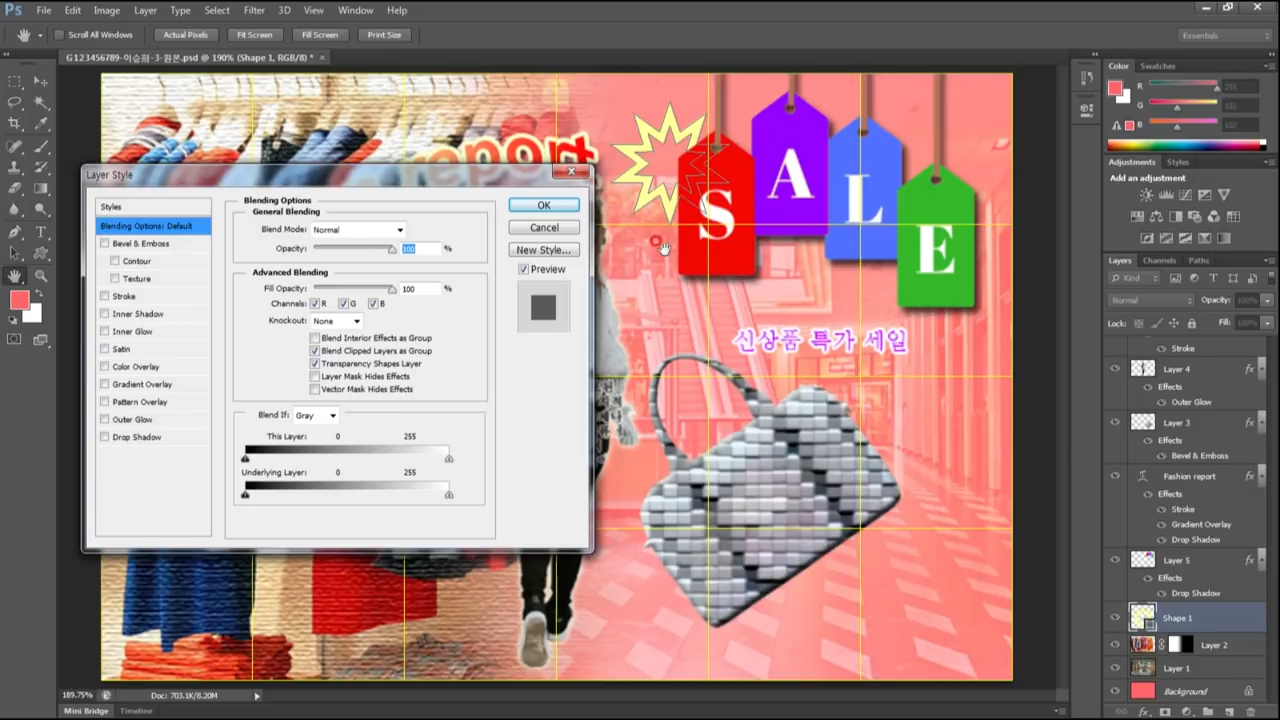 Ps File Edit Image Layer Type Select Filter 3D View Window Help
Scroll All Windows Actual Pixels Fit Screen Fill Screen Print Size Essentials
G123456789-3-원본.psd @ 190% (Shape 1, RGB/8) * ×
port
S A L E
신상품 특가 세일
Layer Style
Styles
Blending Options: Default
Bevel & Emboss
Contour
Texture
Stroke
Inner Shadow
Inner Glow
Satin
Color Overlay
Gradient Overlay
Pattern Overlay
Outer Glow
Drop Shadow
Blending Options
General Blending
Blend Mode: Normal
Opacity: 100 %
Advanced Blending
Fill Opacity: 100 %
Channels: R G B
Knockout: None
Blend Interior Effects as Group
Blend Clipped Layers as Group
Transparency Shapes Layer
Layer Mask Hides Effects
Vector Mask Hides Effects
Blend If: Gray
This Layer: 0 255
Underlying Layer: 0 255
OK
Cancel
New Style...
Preview
Color Swatches
R 255
G 102
B 102
Adjustments Styles
Add an adjustment
Layers Channels Paths
Kind
Normal Opacity: 100%
Lock: Fill: 100%
Stroke
Layer 4 fx
Effects
Outer Glow
Layer 3 fx
Effects
Bevel & Emboss
Fashion report fx
Effects
Stroke
Gradient Overlay
Drop Shadow
Layer 5 fx
Effects
Drop Shadow
Shape 1
Layer 2
Layer 1
Background
189.75% Doc: 703.1K/8.20M
Mini Bridge Timeline